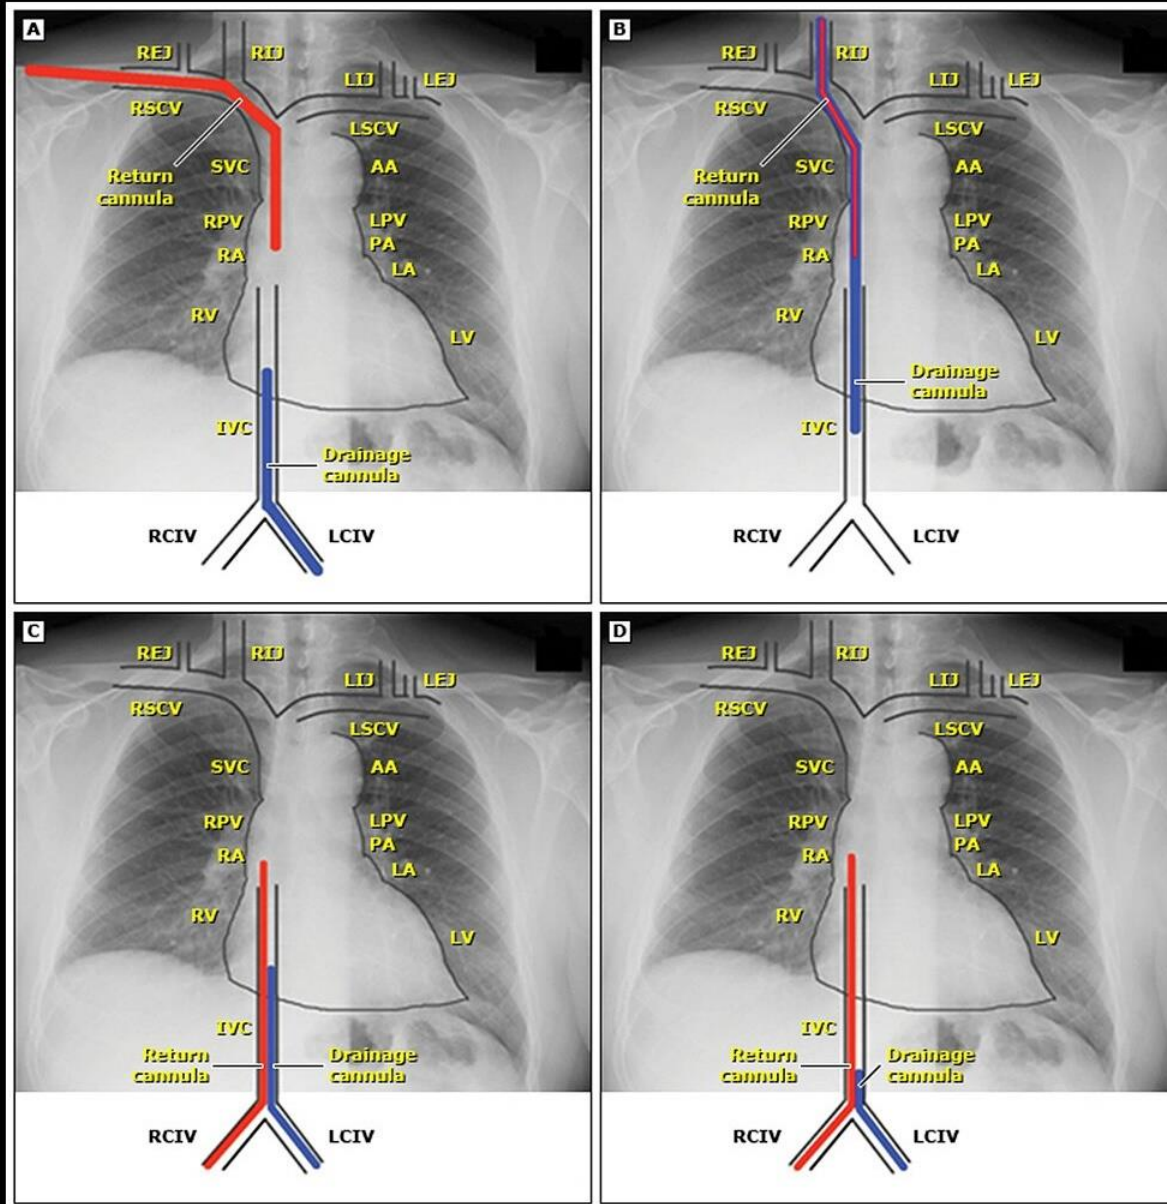 A
REJ
RIJ
LIJ
LEJ
RSCV
LSCV
Return
cannula
SVC
AA
RPV
LPV
PA
RA
LA
RV
LV
IVC
Drainage
cannula
RCIV
LCIV
B
REJ
RIJ
LIJ
LEJ
RSCV
LSCV
Return
cannula
SVC
AA
RPV
LPV
PA
RA
LA
RV
LV
Drainage
cannula
IVC
RCIV
LCIV
C
REJ
RIJ
LIJ
LEJ
RSCV
LSCV
SVC
AA
RPV
LPV
PA
RA
LA
RV
LV
IVC
Return
cannula
Drainage
cannula
RCIV
LCIV
D
REJ
RIJ
LIJ
LEJ
RSCV
LSCV
SVC
AA
RPV
LPV
PA
RA
LA
RV
LV
IVC
Return
cannula
Drainage
cannula
RCIV
LCIV